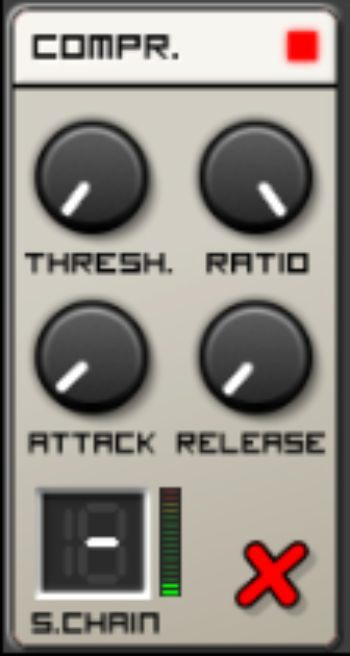 COMPR.
THRESH. RATIO
ATTACK RELEASE
-
S.CHAIN